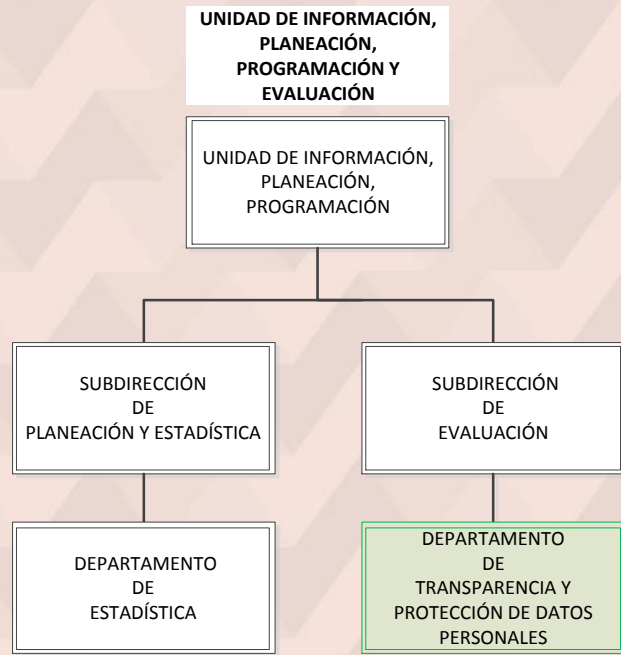 UNIDAD DE INFORMACIÓN,
PLANEACIÓN,
PROGRAMACIÓN Y
EVALUACIÓN
UNIDAD DE INFORMACIÓN,
PLANEACIÓN,
PROGRAMACIÓN
SUBDIRECCIÓN
DE
PLANEACIÓN Y ESTADÍSTICA
SUBDIRECCIÓN
DE
EVALUACIÓN
DEPARTAMENTO
DE
ESTADÍSTICA
DEPARTAMENTO
DE
TRANSPARENCIA Y
PROTECCIÓN DE DATOS
PERSONALES